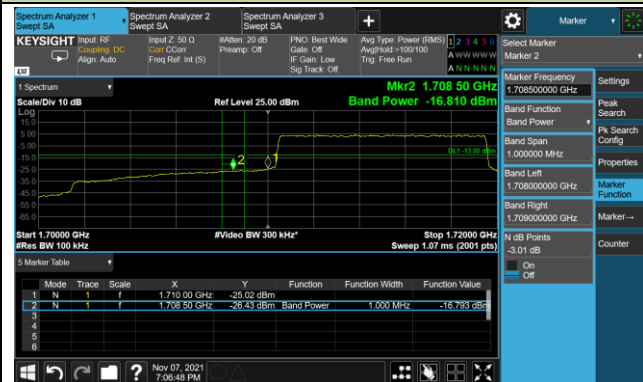 Spectrum Analyzer 1
Swept SA
Spectrum Analyzer 2
Swept SA
Spectrum Analyzer 3
Swept SA
Marker
KEYSIGHT
Input: RF
Coupling: DC
Align: Auto
Input Z: 50 Ω
Corr CCorr
Freq Ref: Int (S)
#Atten: 20 dB
Preamp: Off
PNO: Best Wide
Gate: Off
IF Gain: Low
Sig Track: Off
Avg Type: Power (RMS)
Avg|Hold:>100/100
Trig: Free Run
1 2 3 4 5 6
A W W W W W
A N N N N N
LXI
Select Marker
Marker 2
1 Spectrum
Scale/Div 10 dB
Ref Level 25.00 dBm
Mkr2 1.708 50 GHz
Band Power -16.810 dBm
Log
15.0
5.00
-5.00
-15.0
-25.0
-35.0
-45.0
-55.0
-65.0
DL1 -13.00 dBm
2
1
Start 1.70000 GHz
#Res BW 100 kHz
#Video BW 300 kHz*
Stop 1.72000 GHz
Sweep 1.07 ms (2001 pts)
5 Marker Table
Mode Trace Scale X Y Function Function Width Function Value
1 N 1 f 1.710 00 GHz -25.02 dBm
2 N 1 f 1.708 50 GHz -26.43 dBm Band Power 1.000 MHz -16.793 dBm
3
4
5
6
Marker Frequency
1.708500000 GHz
Band Function
Band Power
Band Span
1.00000 MHz
Band Left
1.708000000 GHz
Band Right
1.709000000 GHz
N dB Points
-3.01 dB
On
Off
Settings
Peak
Search
Pk Search
Config
Properties
Marker
Function
Marker→
Counter
?
Nov 07, 2021
7:06:48 PM